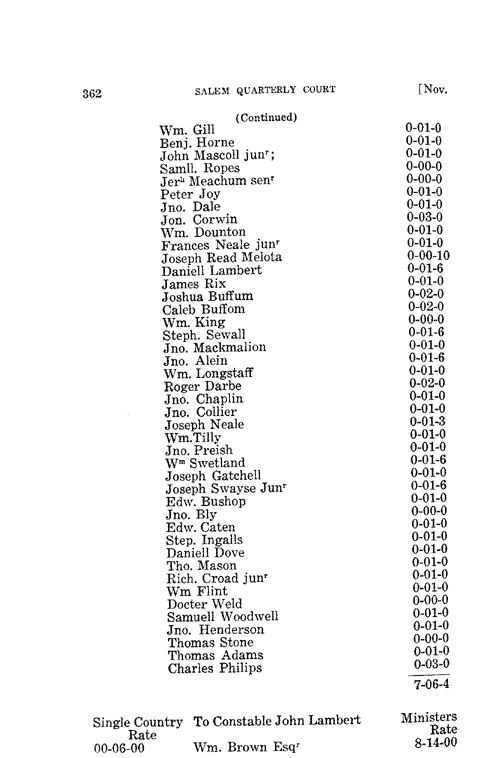 362 SALEM QUARTERLY COURT [Nov.
(Continued)
Wm. Gill 0-01-0
Benj. Horne 0-01-0
John Mascoll junʳ; 0-01-0
Samll. Ropes 0-00-0
Jerʰ Meachum senʳ 0-00-0
Peter Joy 0-01-0
Jno. Dale 0-01-0
Jon. Corwin 0-03-0
Wm. Dounton 0-01-0
Frances Neale junʳ 0-01-0
Joseph Read Melota 0-00-10
Daniell Lambert 0-01-6
James Rix 0-01-0
Joshua Buffum 0-02-0
Caleb Buffom 0-02-0
Wm. King 0-00-0
Steph. Sewall 0-01-6
Jno. Mackmalion 0-01-0
Jno. Alein 0-01-6
Wm. Longstaff 0-01-0
Roger Darbe 0-02-0
Jno. Chaplin 0-01-0
Jno. Collier 0-01-0
Joseph Neale 0-01-3
Wm.Tilly 0-01-0
Jno. Preish 0-01-0
Wᵐ Swetland 0-01-6
Joseph Gatchell 0-01-0
Joseph Swayse Junʳ 0-01-6
Edw. Bushop 0-01-0
Jno. Bly 0-00-0
Edw. Caten 0-01-0
Step. Ingalls 0-01-0
Daniell Dove 0-01-0
Tho. Mason 0-01-0
Rich. Croad junʳ 0-01-0
Wm Flint 0-01-0
Docter Weld 0-00-0
Samuell Woodwell 0-01-0
Jno. Henderson 0-01-0
Thomas Stone 0-00-0
Thomas Adams 0-01-0
Charles Philips 0-03-0
7-06-4
Single Country To Constable John Lambert Ministers
Rate Rate
00-06-00 Wm. Brown Esqʳ 8-14-00